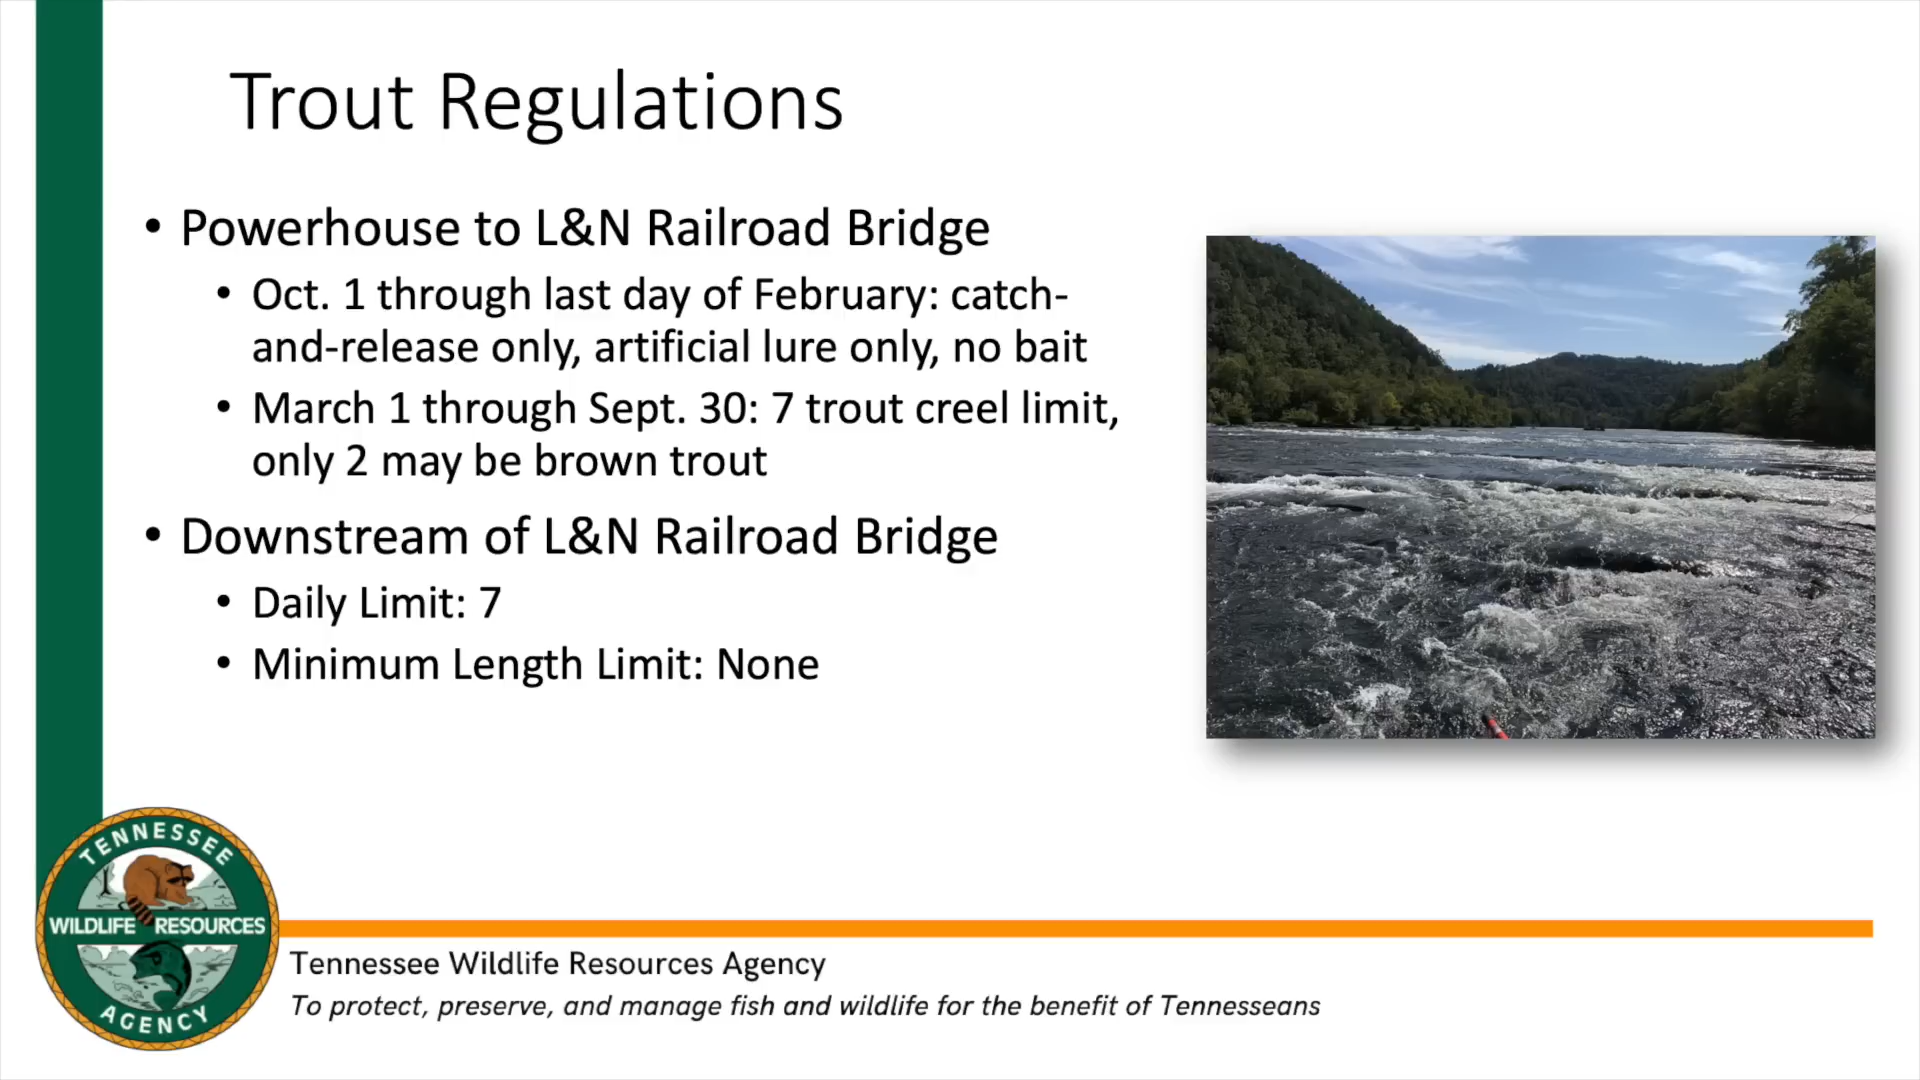 Trout Regulations
• Powerhouse to L&N Railroad Bridge
• Oct. 1 through last day of February: catch-
and-release only, artificial lure only, no bait
• March 1 through Sept. 30: 7 trout creel limit,
only 2 may be brown trout
• Downstream of L&N Railroad Bridge
• Daily Limit: 7
• Minimum Length Limit: None
TENNESSEE
WILDLIFE RESOURCES
AGENCY
Tennessee Wildlife Resources Agency
To protect, preserve, and manage fish and wildlife for the benefit of Tennesseans